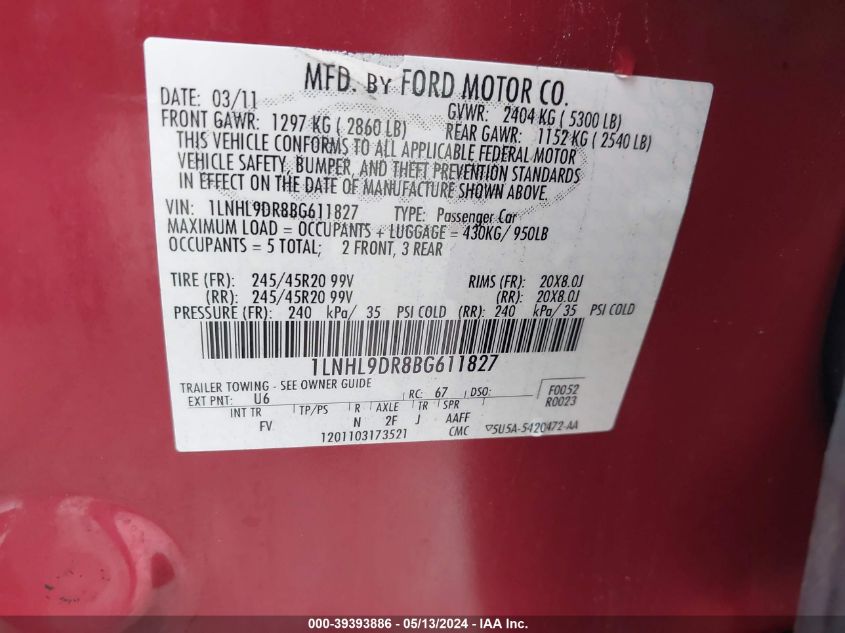 MFD. BY FORD MOTOR CO.
DATE: 03/11 GVWR: 2404 KG ( 5300 LB)
FRONT GAWR: 1297 KG ( 2860 LB) REAR GAWR: 1152 KG ( 2540 LB)
THIS VEHICLE CONFORMS TO ALL APPLICABLE FEDERAL MOTOR
VEHICLE SAFETY, BUMPER, AND THEFT PREVENTION STANDARDS
IN EFFECT ON THE DATE OF MANUFACTURE SHOWN ABOVE.
VIN: 1LNHL9DR8BG611827 TYPE: Passenger Car
MAXIMUM LOAD = OCCUPANTS + LUGGAGE = 430KG/ 950LB
OCCUPANTS = 5 TOTAL; 2 FRONT, 3 REAR
TIRE (FR): 245/45R20 99V RIMS (FR): 20X8.0J
(RR): 245/45R20 99V (RR): 20X8.0J
PRESSURE (FR): 240 kPa/ 35 PSI COLD (RR): 240 kPa/ 35 PSI COLD
1LNHL9DR8BG611827
TRAILER TOWING - SEE OWNER GUIDE
EXT PNT: U6 RC: 67 DSO: F0052
INT TR TP/PS R AXLE TR SPR R0023
FV N 2F J AAFF
1201103173521 CMC ▽5U5A-5420472-AA
000-39393886 - 05/13/2024 - IAA Inc.